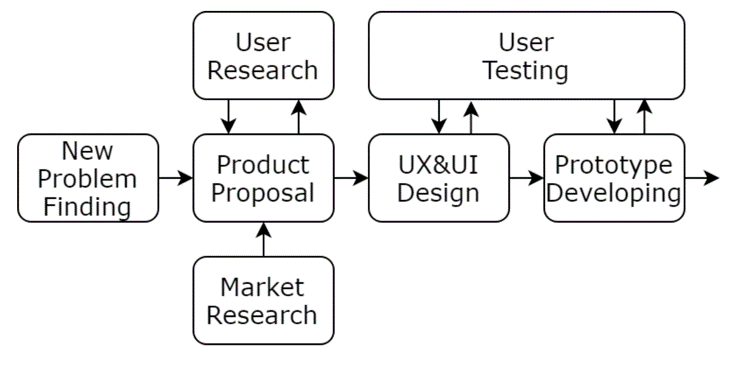 User
Research
User
Testing
New
Problem
Finding
Product
Proposal
UX&UI
Design
Prototype
Developing
Market
Research